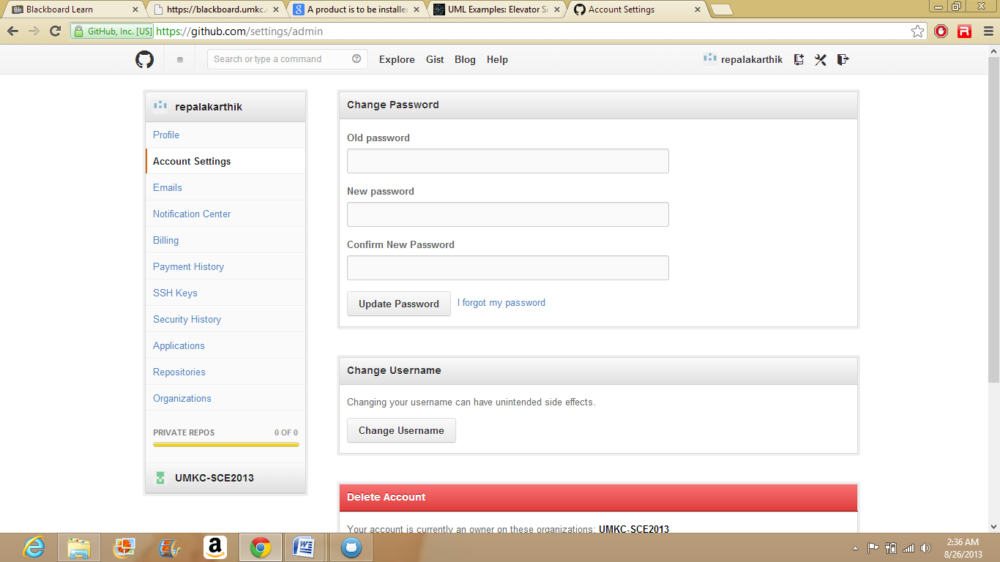 Blackboard Learn
https://blackboard.umkc.
A product is to be installe
UML Examples: Elevator Si
Account Settings
GitHub, Inc. [US]
https://github.com/settings/admin
Search or type a command
Explore
Gist
Blog
Help
repalakarthik
repalakarthik
Profile
Account Settings
Emails
Notification Center
Billing
Payment History
SSH Keys
Security History
Applications
Repositories
Organizations
PRIVATE REPOS 0 OF 0
UMKC-SCE2013
Change Password
Old password
New password
Confirm New Password
Update Password
I forgot my password
Change Username
Changing your username can have unintended side effects.
Change Username
Delete Account
Your account is currently an owner on these organizations: UMKC-SCE2013
2:36 AM
8/26/2013